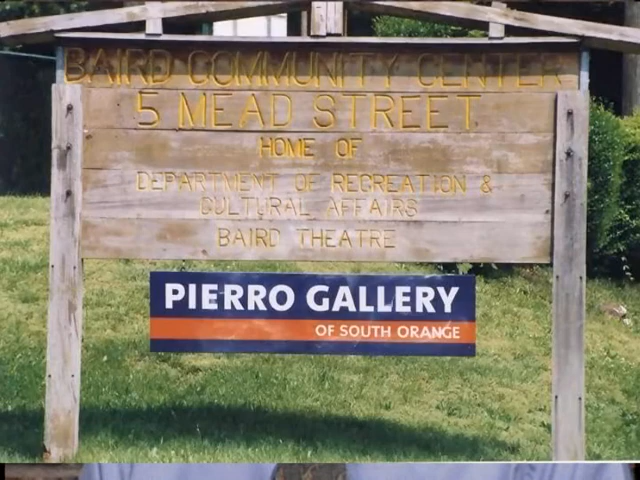 BAIRD COMMUNITY CENTER
5 MEAD STREET
HOME OF
DEPARTMENT OF RECREATION &
CULTURAL AFFAIRS
BAIRD THEATRE
PIERRO GALLERY
OF SOUTH ORANGE